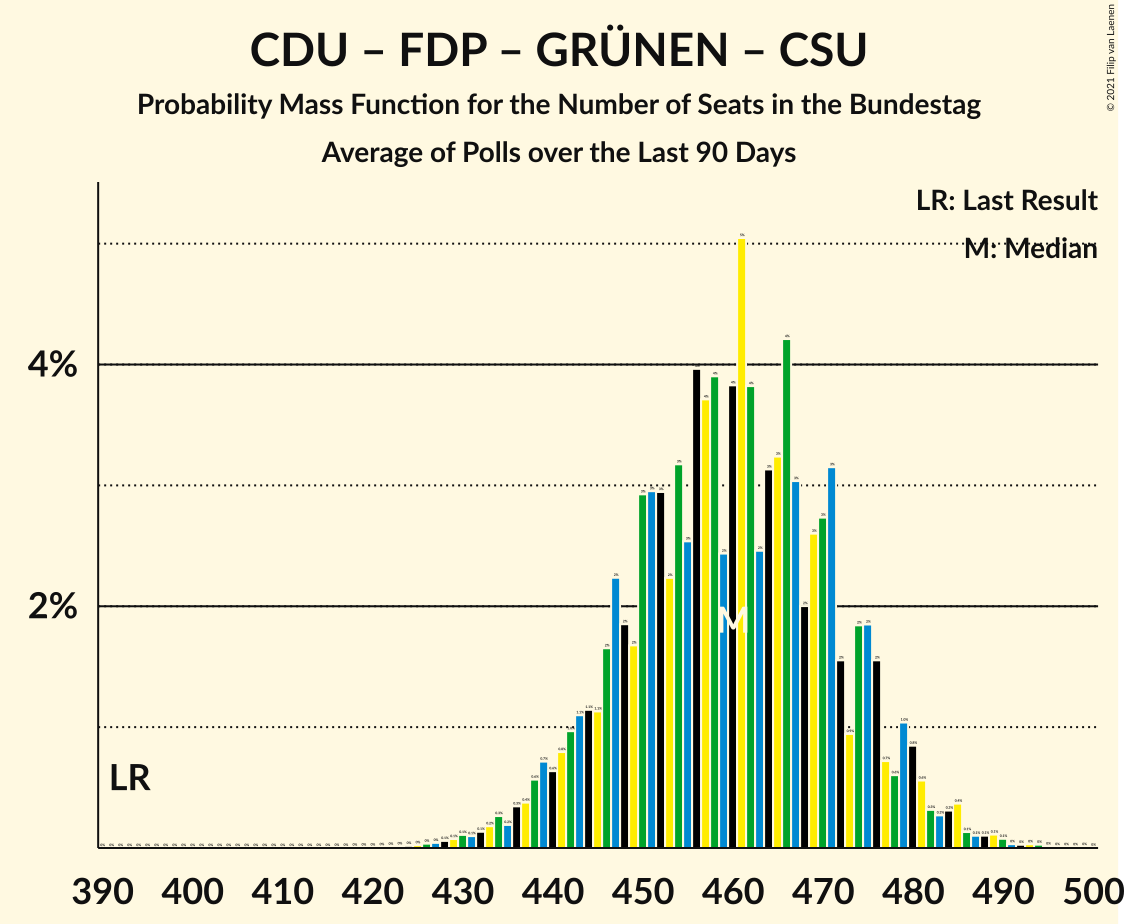 CDU – FDP – GRÜNEN – CSU
Probability Mass Function for the Number of Seats in the Bundestag
Average of Polls over the Last 90 Days
© 2021 Filip van Laenen
LR: Last Result
M: Median
4%
2%
LR
M
390 400 410 420 430 440 450 460 470 480 490 500